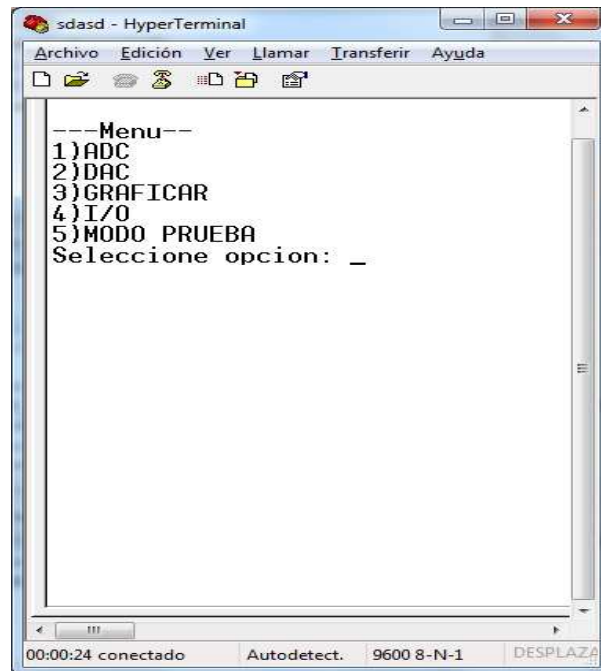 sdasd - HyperTerminal
Archivo Edición Ver Llamar Transferir Ayuda
---Menu--
1)ADC
2)DAC
3)GRAFICAR
4)I/O
5)MODO PRUEBA
Seleccione opcion: _
00:00:24 conectado Autodetect. 9600 8-N-1 DESPLAZA